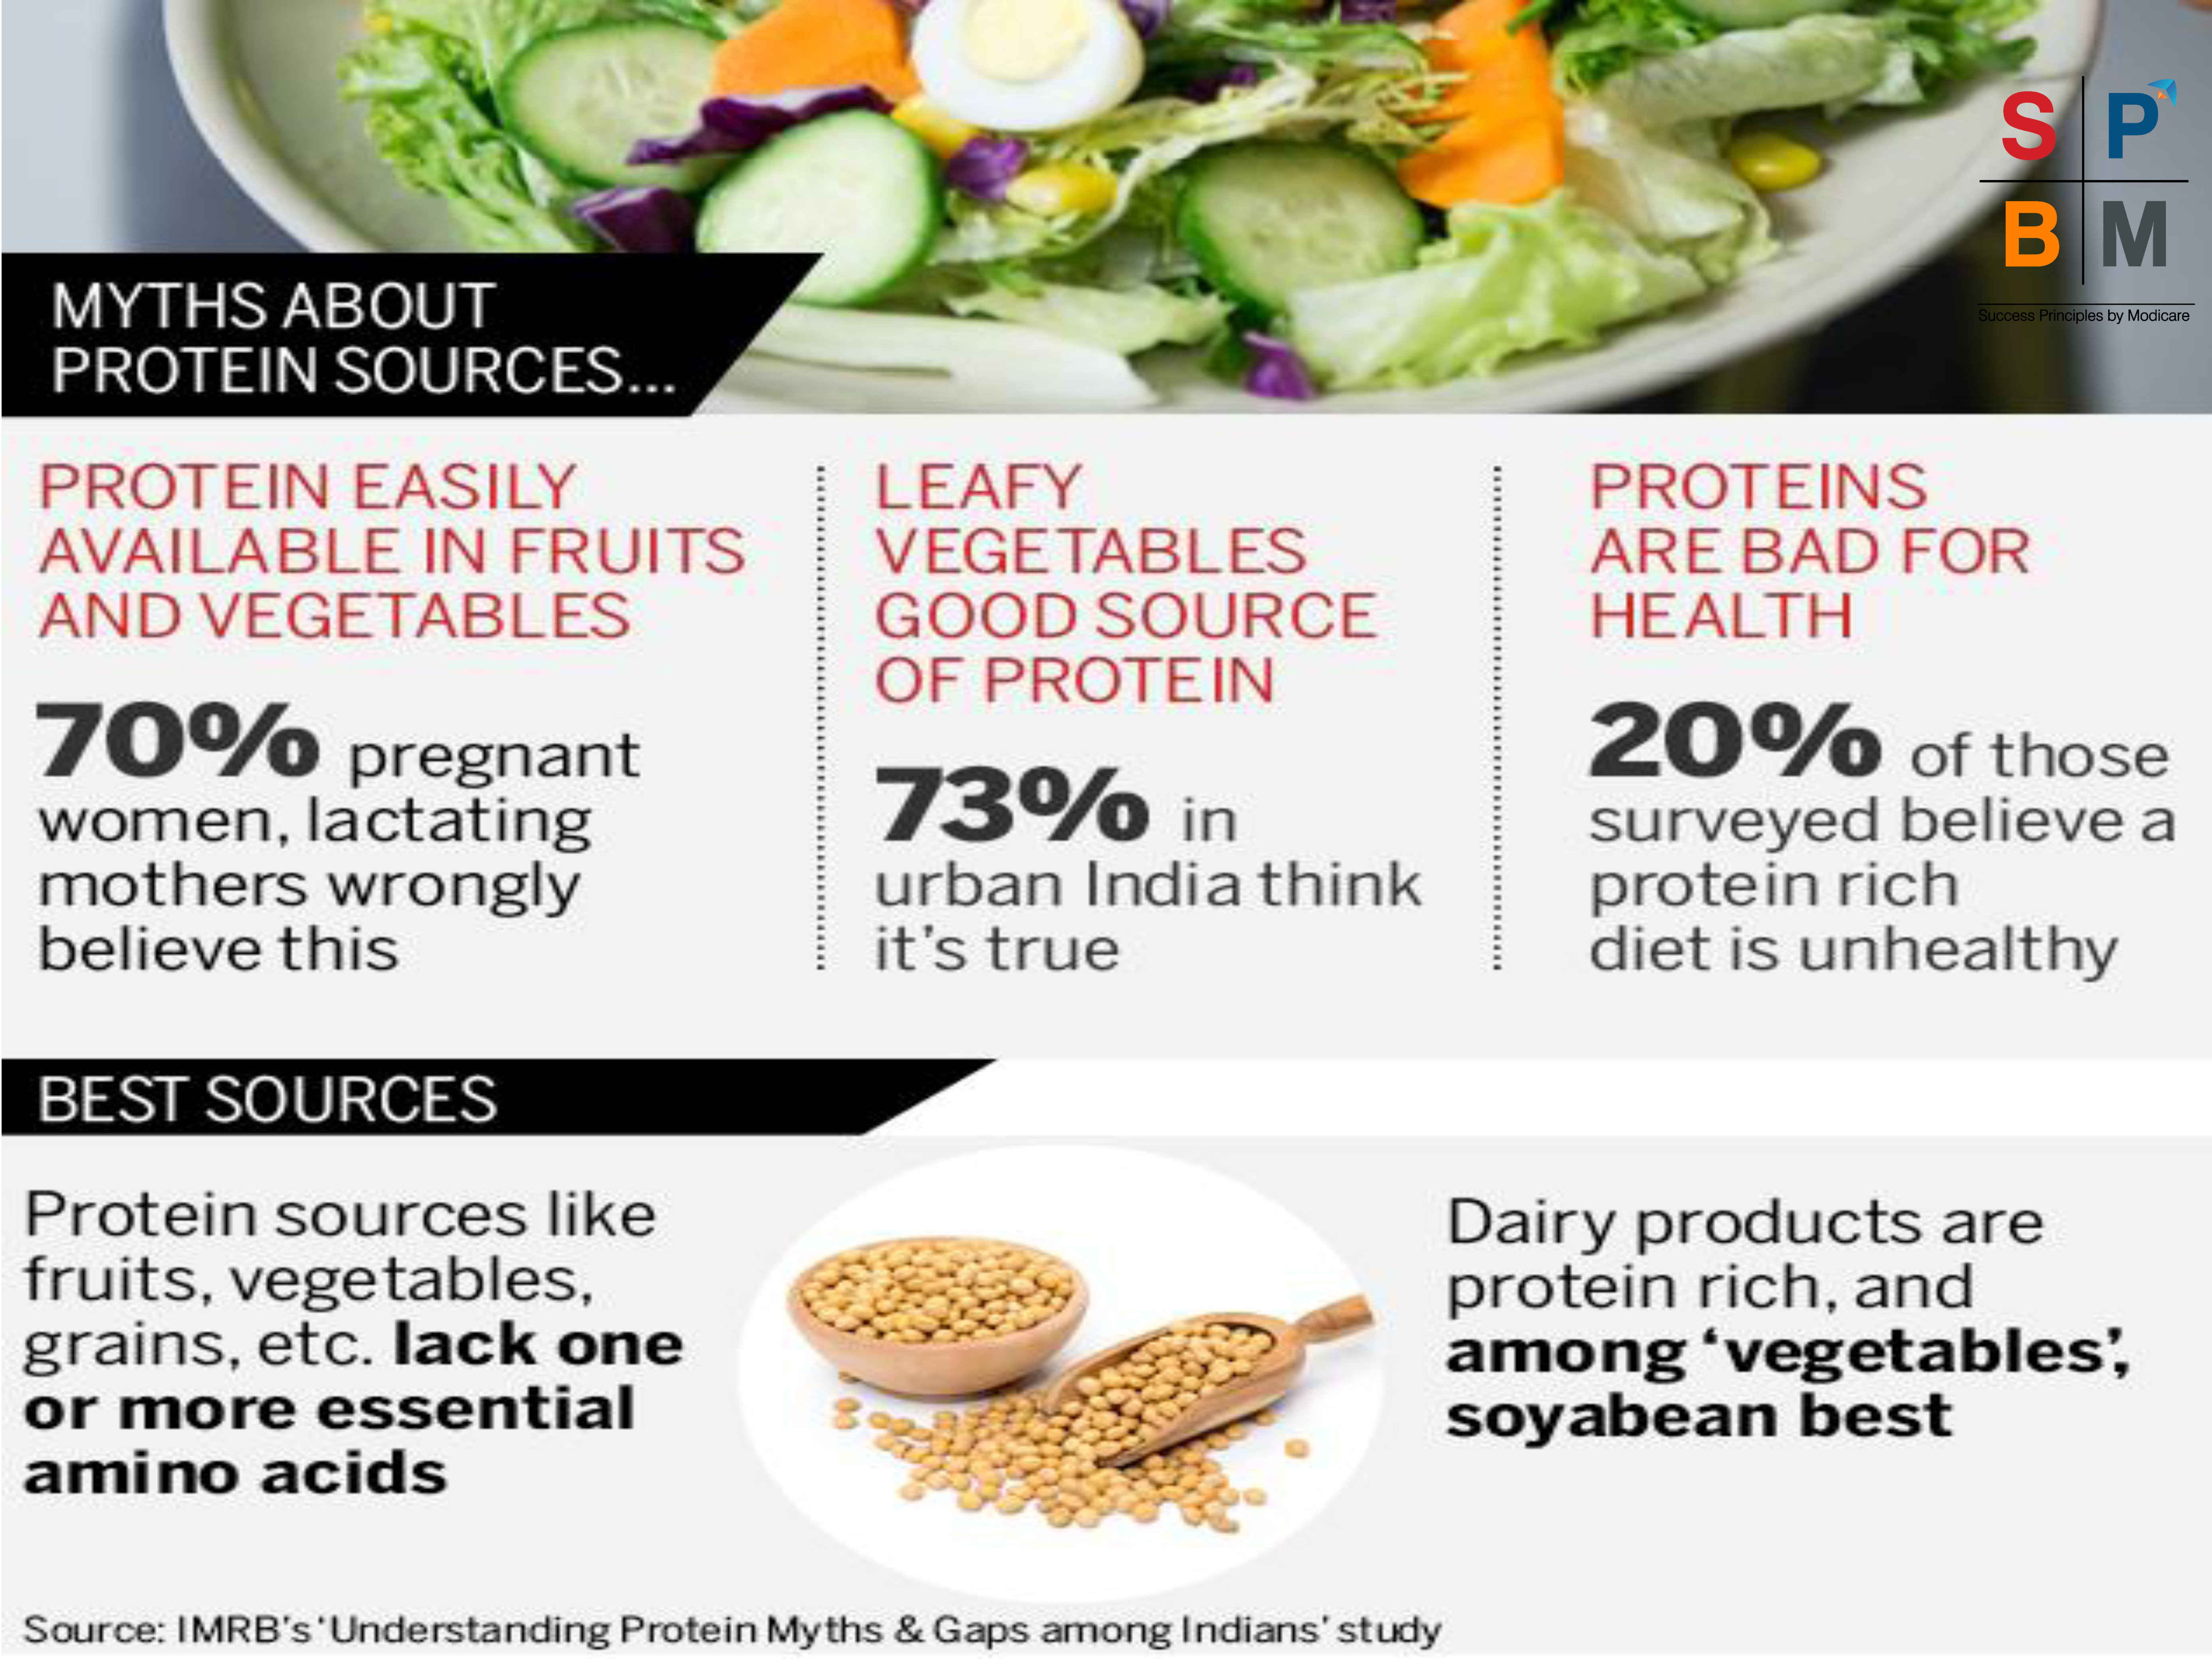 S P
B M
Success Principles by Modicare
MYTHS ABOUT
PROTEIN SOURCES...
PROTEIN EASILY
AVAILABLE IN FRUITS
AND VEGETABLES
70% pregnant
women, lactating
mothers wrongly
believe this
LEAFY
VEGETABLES
GOOD SOURCE
OF PROTEIN
73% in
urban India think
it's true
PROTEINS
ARE BAD FOR
HEALTH
20% of those
surveyed believe a
protein rich
diet is unhealthy
BEST SOURCES
Protein sources like
fruits, vegetables,
grains, etc. lack one
or more essential
amino acids
Dairy products are
protein rich, and
among ‘vegetables’,
soyabean best
Source: IMRB's ‘Understanding Protein Myths & Gaps among Indians’ study